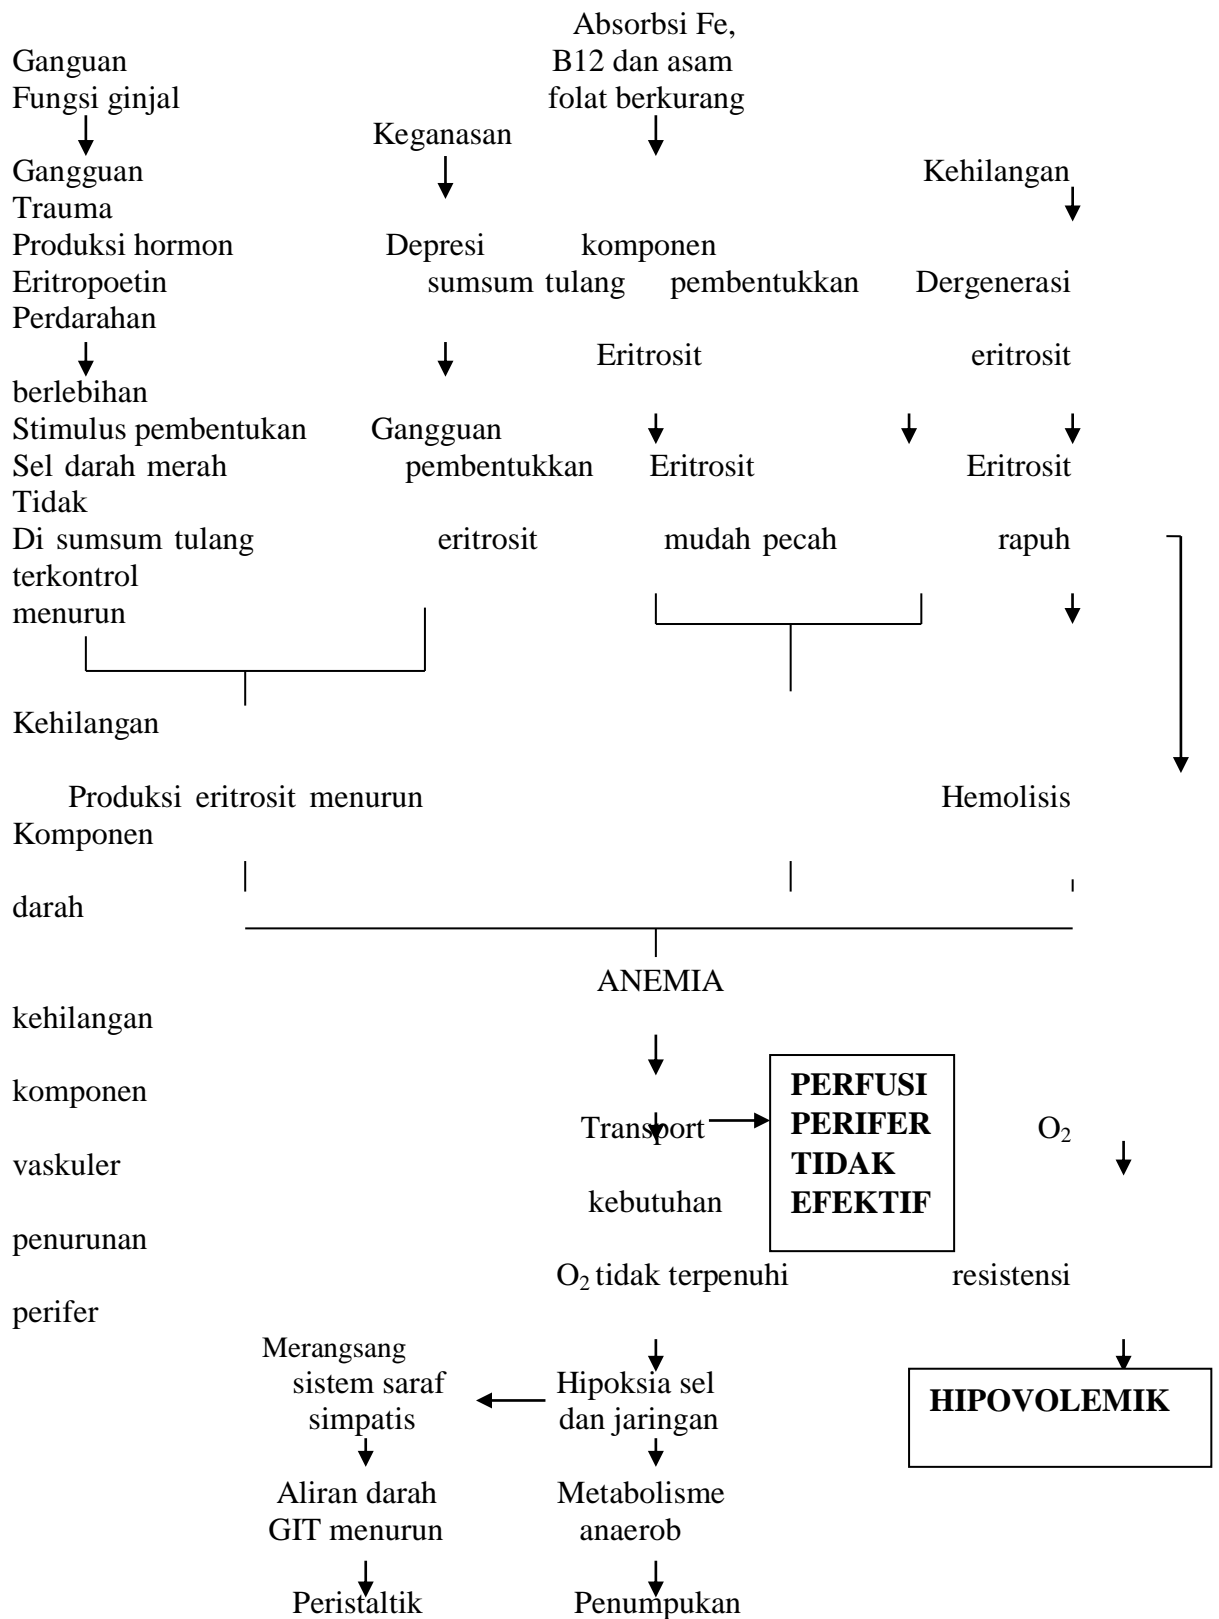 Absorbsi Fe,
Ganguan B12 dan asam
Fungsi ginjal folat berkurang
Keganasan
Gangguan Kehilangan
Trauma
Produksi hormon Depresi komponen
Eritropoetin sumsum tulang pembentukkan Dergenerasi
Perdarahan
Eritrosit eritrosit
berlebihan
Stimulus pembentukan Gangguan
Sel darah merah pembentukkan Eritrosit Eritrosit
Tidak
Di sumsum tulang eritrosit mudah pecah rapuh
terkontrol
menurun
Kehilangan
Produksi eritrosit menurun Hemolisis
Komponen
darah
ANEMIA
kehilangan
PERFUSI
komponen
Transport PERIFER O₂
TIDAK
vaskuler
kebutuhan EFEKTIF
penurunan
O₂ tidak terpenuhi resistensi
perifer
Merangsang
sistem saraf Hipoksia sel HIPOVOLEMIK
simpatis dan jaringan
Aliran darah Metabolisme
GIT menurun anaerob
Peristaltik Penumpukan